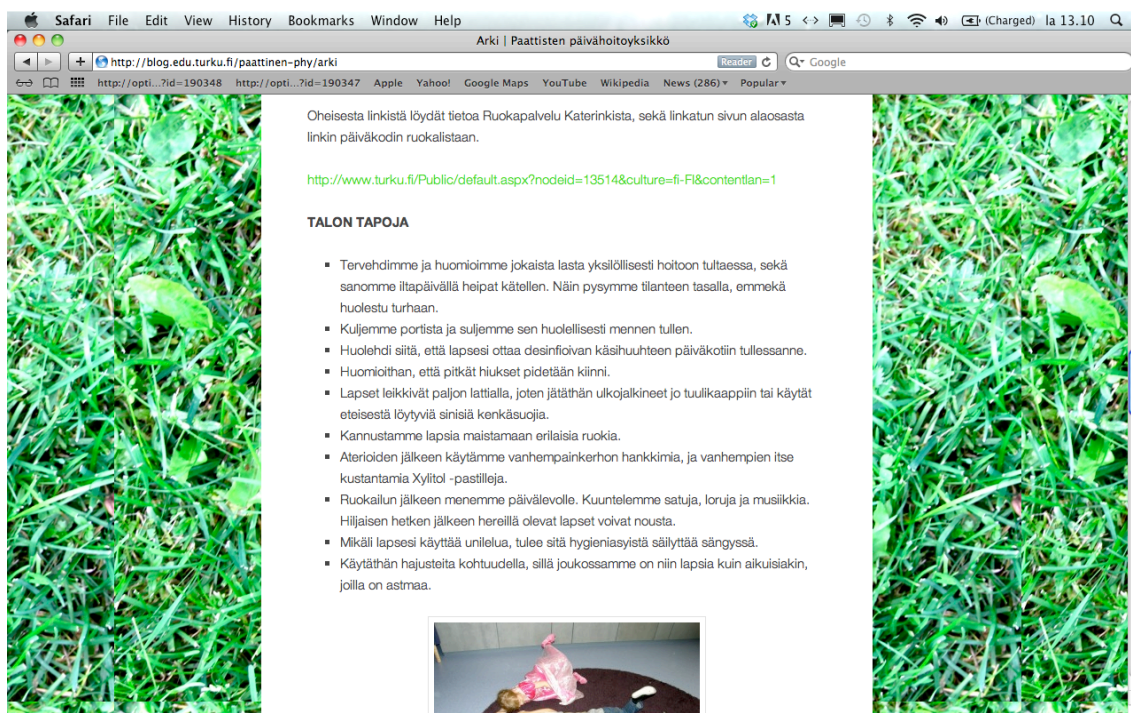 Safari File Edit View History Bookmarks Window Help 5 (Charged) la 13.10
Arki | Paattisten päivähoitoyksikkö
http://blog.edu.turku.fi/paattinen-phy/arki Reader Google
http://opti...?id=190348 http://opti...?id=190347 Apple Yahoo! Google Maps YouTube Wikipedia News (286) Popular
Oheisesta linkistä löydät tietoa Ruokapalvelu Katerinkista, sekä linkatun sivun alaosasta
linkin päiväkodin ruokalistaan.
http://www.turku.fi/Public/default.aspx?nodeid=13514&culture=fi-FI&contentlan=1
TALON TAPOJA
Tervehdimme ja huomioimme jokaista lasta yksilöllisesti hoitoon tultaessa, sekä
sanomme iltapäivällä heipat kätellen. Näin pysymme tilanteen tasalla, emmekä
huolestu turhaan.
Kuljemme portista ja suljemme sen huolellisesti mennen tullen.
Huolehdi siitä, että lapsesi ottaa desinfioivan käsihuuhteen päiväkotiin tullessanne.
Huomioithan, että pitkät hiukset pidetään kiinni.
Lapset leikkivät paljon lattialla, joten jätäthän ulkojalkineet jo tuulikaappiin tai käytät
eteisestä löytyviä sinisiä kenkäsuojia.
Kannustamme lapsia maistamaan erilaisia ruokia.
Aterioiden jälkeen käytämme vanhempainkerhon hankkimia, ja vanhempien itse
kustantamia Xylitol -pastilleja.
Ruokailun jälkeen menemme päivälevolle. Kuuntelemme satuja, loruja ja musiikkia.
Hiljaisen hetken jälkeen hereillä olevat lapset voivat nousta.
Mikäli lapsesi käyttää unilelua, tulee sitä hygieniasyistä säilyttää sängyssä.
Käytäthän hajusteita kohtuudella, sillä joukossamme on niin lapsia kuin aikuisiakin,
joilla on astmaa.